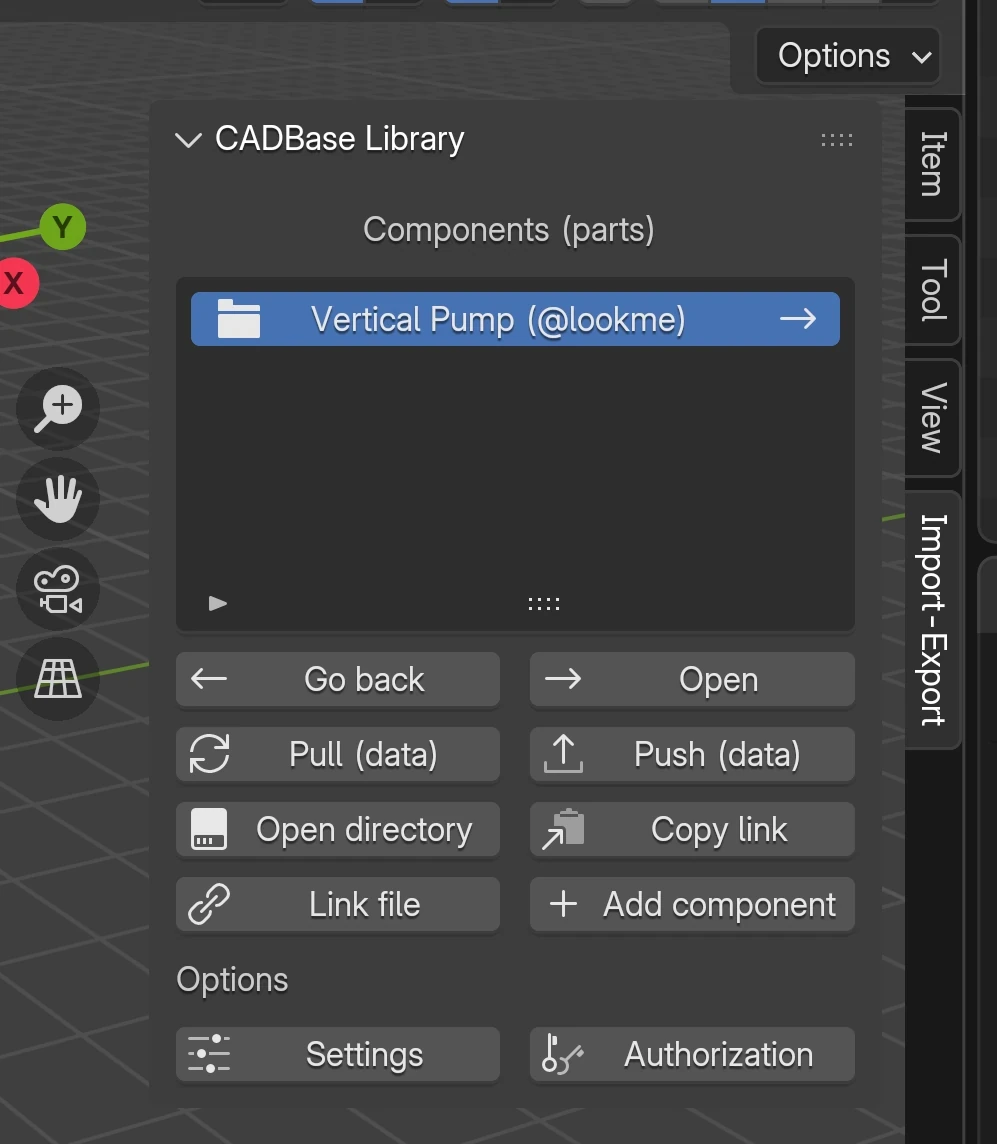 Options
CADBase Library
Components (parts)
Vertical Pump (@lookme)
Go back
Open
Pull (data)
Push (data)
Open directory
Copy link
Link file
Add component
Options
Settings
Authorization
Item
Tool
View
Import-Export
Y
X